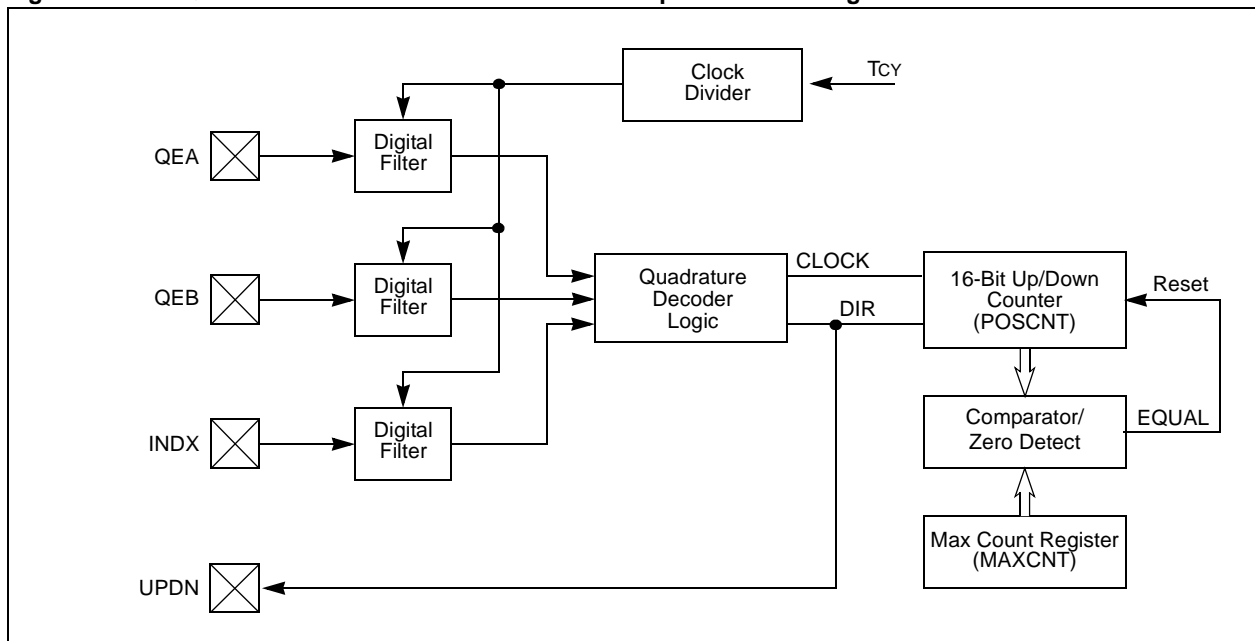 Clock
Divider
TCY
QEA
Digital
Filter
QEB
Digital
Filter
Quadrature
Decoder
Logic
CLOCK
DIR
16-Bit Up/Down
Counter
(POSCNT)
Reset
INDX
Digital
Filter
Comparator/
Zero Detect
EQUAL
Max Count Register
(MAXCNT)
UPDN